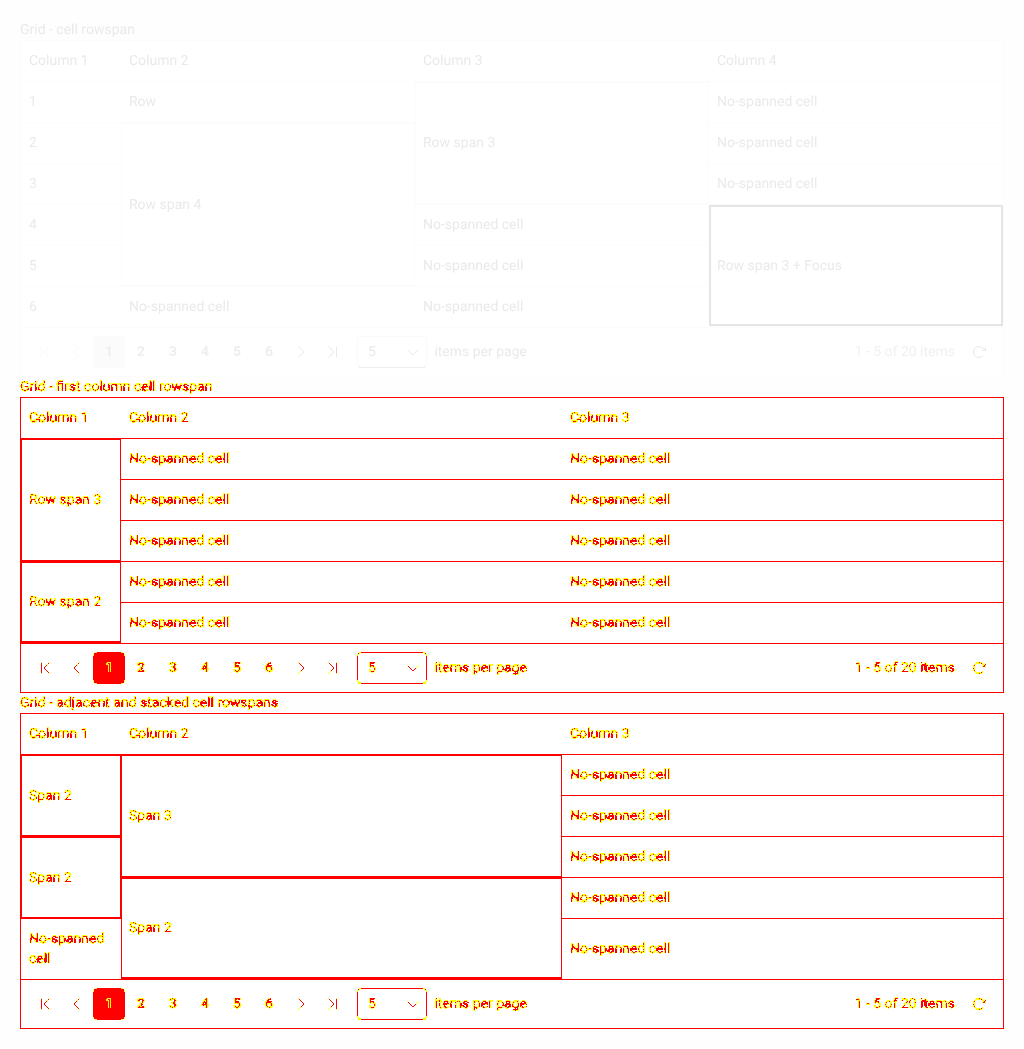 Grid - cell rowspan
Column 1 Column 2 Column 3 Column 4
1 Row No-spanned cell
2 Row span 3 No-spanned cell
3 No-spanned cell
Row span 4
4 No-spanned cell
5 No-spanned cell Row span 3 + Focus
6 No-spanned cell No-spanned cell
1 2 3 4 5 6 5 items per page 1 - 5 of 20 items
Grid - first column cell rowspan
Column 1 Column 2 Column 3
No-spanned cell No-spanned cell
Row span 3 No-spanned cell No-spanned cell
No-spanned cell No-spanned cell
No-spanned cell No-spanned cell
Row span 2
No-spanned cell No-spanned cell
1 2 3 4 5 6 5 items per page 1 - 5 of 20 items
Grid - adjacent and stacked cell rowspans
Column 1 Column 2 Column 3
No-spanned cell
Span 2
Span 3 No-spanned cell
No-spanned cell
Span 2
No-spanned cell
Span 2
No-spanned cell
No-spanned cell
1 2 3 4 5 6 5 items per page 1 - 5 of 20 items